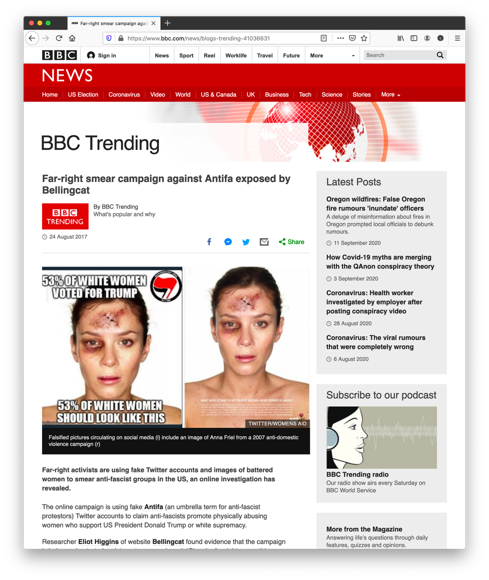 Far-right smear campaign again
https://www.bbc.com/news/blogs-trending-41036631
BBC
Sign in
News
Sport
Reel
Worklife
Travel
Future
More
Search
NEWS
Home
US Election
Coronavirus
Video
World
US & Canada
UK
Business
Tech
Science
Stories
More
BBC Trending
Far-right smear campaign against Antifa exposed by
Bellingcat
BBC
TRENDING
By BBC Trending
What's popular and why
24 August 2017
Share
53% OF WHITE WOMEN
VOTED FOR TRUMP
53% OF WHITE WOMEN
SHOULD LOOK LIKE THIS
TWITTER/WOMENS AID
Falsified pictures circulating on social media (l) include an image of Anna Friel from a 2007 anti-domestic
violence campaign (r)
Far-right activists are using fake Twitter accounts and images of battered
women to smear anti-fascist groups in the US, an online investigation has
revealed.
The online campaign is using fake Antifa (an umbrella term for anti-fascist
protestors) Twitter accounts to claim anti-fascists promote physically abusing
women who support US President Donald Trump or white supremacy.
Researcher Eliot Higgins of website Bellingcat found evidence that the campaign
Latest Posts
Oregon wildfires: False Oregon
fire rumours 'inundate' officers
A deluge of misinformation about fires in
Oregon prompted local officials to debunk
rumours.
11 September 2020
How Covid-19 myths are merging
with the QAnon conspiracy theory
3 September 2020
Coronavirus: Health worker
investigated by employer after
posting conspiracy video
28 August 2020
Coronavirus: The viral rumours
that were completely wrong
6 August 2020
Subscribe to our podcast
BBC Trending radio
Our radio show airs every Saturday on
BBC World Service
More from the Magazine
Answering life's questions through daily
features, quizzes and opinions.